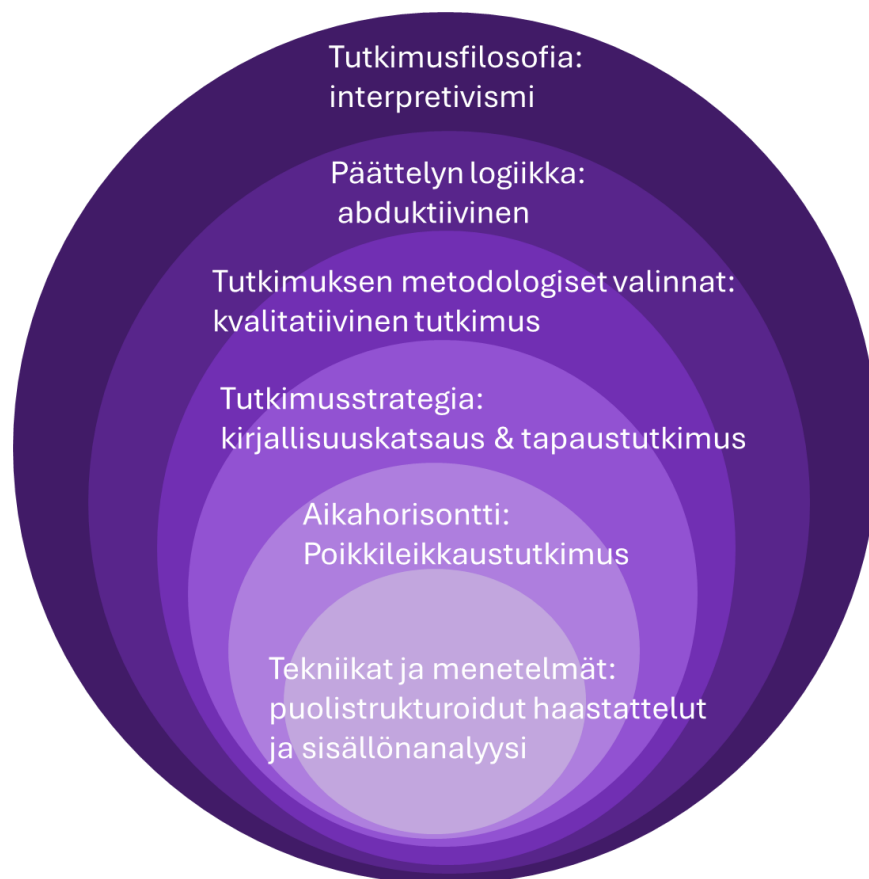 Tutkimusfilosofia:
interpretivismi
Päättelyn logiikka:
abduktiivinen
Tutkimuksen metodologiset valinnat:
kvalitatiivinen tutkimus
Tutkimusstrategia:
kirjallisuuskatsaus & tapaustutkimus
Aikahorisontti:
Poikkileikkaustutkimus
Tekniikat ja menetelmät:
puolistrukturoidut haastattelut
ja sisällönanalyysi